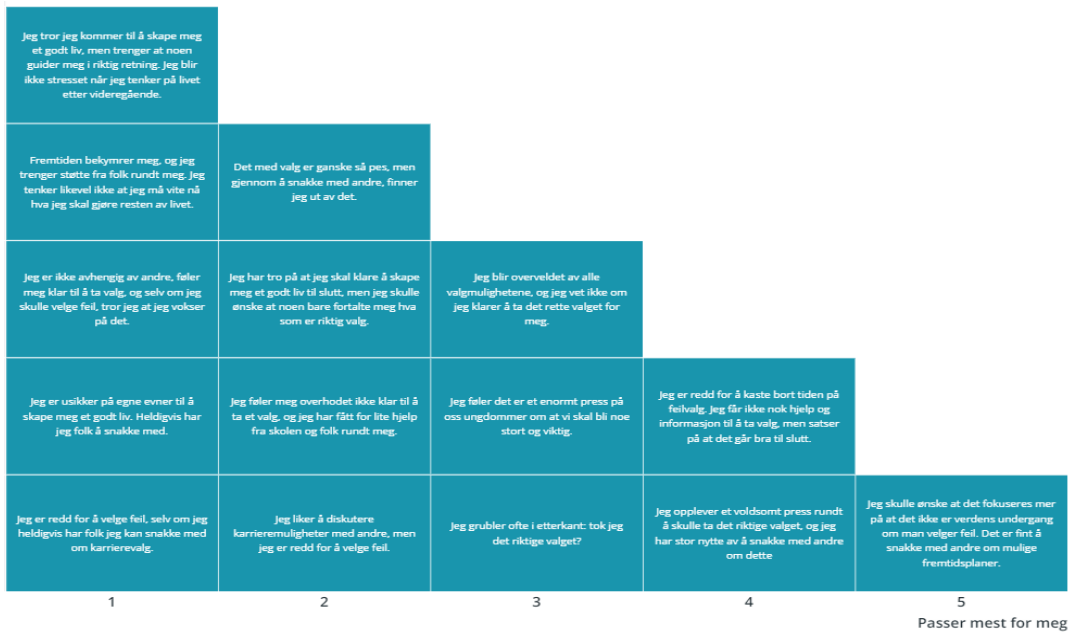 Jeg tror jeg kommer til å skape meg
et godt liv, men trenger at noen
guider meg i riktig retning. Jeg blir
ikke stresset når jeg tenker på livet
etter videregående.
Fremtiden bekymrer meg, og jeg
trenger støtte fra folk rundt meg. Jeg
tenker likevel ikke at jeg må vite nå
hva jeg skal gjøre resten av livet.
Det med valg er ganske så pes, men
gjennom å snakke med andre, finner
jeg ut av det.
Jeg er ikke avhengig av andre, føler
meg klar til å ta valg, og selv om jeg
skulle velge feil, tror jeg at jeg vokser
på det.
Jeg har tro på at jeg skal klare å skape
meg et godt liv til slutt, men jeg skulle
ønske at noen bare fortalte meg hva
som er riktig valg.
Jeg blir overveldet av alle
valgmulighetene, og jeg vet ikke om
jeg klarer å ta det rette valget for
meg.
Jeg er usikker på egne evner til å
skape meg et godt liv. Heldigvis har
jeg folk å snakke med.
Jeg føler meg overhodet ikke klar til å
ta et valg, og jeg har fått for lite hjelp
fra skolen og folk rundt meg.
Jeg føler det er et enormt press på
oss ungdommer om at vi skal bli noe
stort og viktig.
Jeg er redd for å kaste bort tiden på
feilvalg. Jeg får ikke nok hjelp og
informasjon til å ta valg, men satser
på at det går bra til slutt.
Jeg er redd for å velge feil, selv om jeg
heldigvis har folk jeg kan snakke med
om karrierevalg.
Jeg liker å diskutere
karrieremuligheter med andre, men
jeg er redd for å velge feil.
Jeg grubler ofte i etterkant: tok jeg
det riktige valget?
Jeg opplever et voldsomt press rundt
å skulle ta det riktige valget, og jeg
har stor nytte av å snakke med andre
om dette
Jeg skulle ønske at det fokuseres mer
på at det ikke er verdens undergang
om man velger feil. Det er fint å
snakke med andre om mulige
fremtidsplaner.
1 2 3 4 5
Passer mest for meg